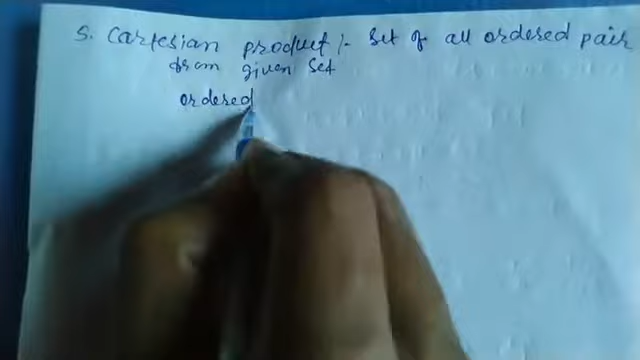 5. Cartesian product :- Set of all ordered pair
from given set
ordered